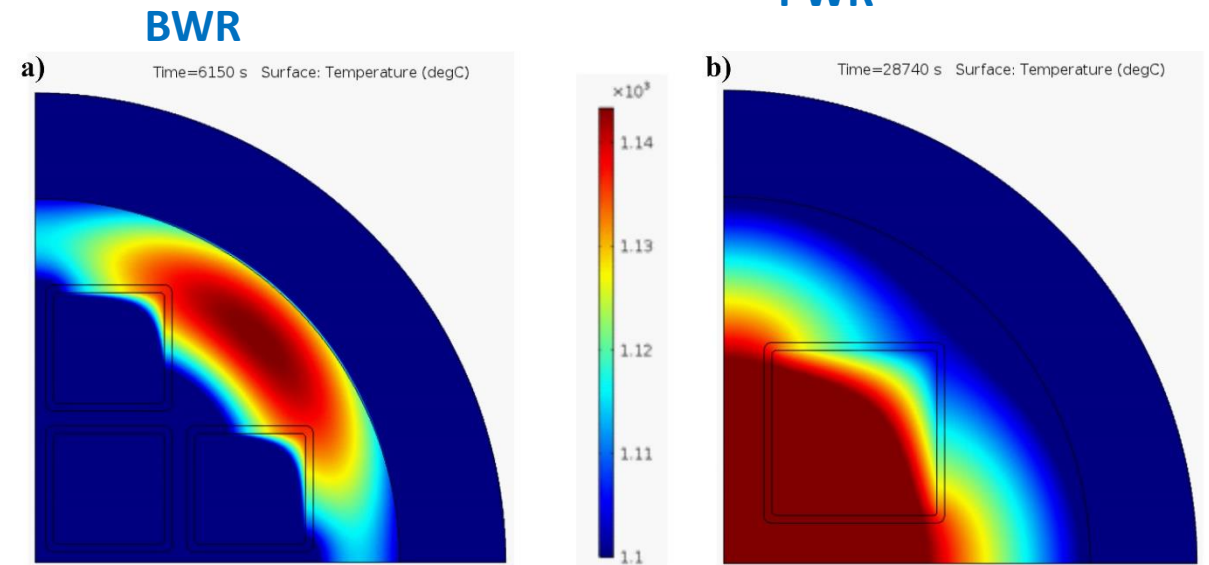 BWR
a)
Time=6150 s Surface: Temperature (degC)
×10³
1.14
1.13
1.12
1.11
1.1
b)
Time=28740 s Surface: Temperature (degC)